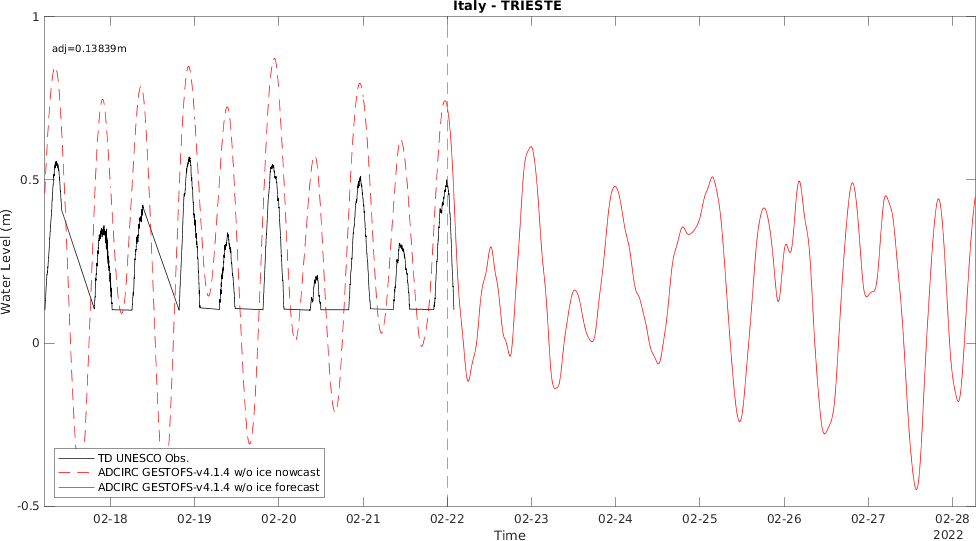 Italy - TRIESTE
1
adj=0.13839m
0.5
Water Level (m)
0
TD UNESCO Obs.
ADCIRC GESTOFS-v4.1.4 w/o ice nowcast
ADCIRC GESTOFS-v4.1.4 w/o ice forecast
-0.5
02-18 02-19 02-20 02-21 02-22 02-23 02-24 02-25 02-26 02-27 02-28
Time
2022